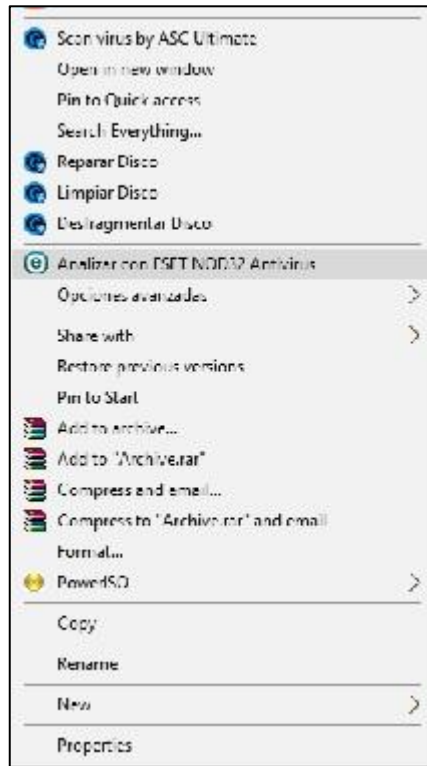 Scan virus by ASC Ultimate
Open in new window
Pin to Quick access
Search Everything...
Reparar Disco
Limpiar Disco
Desfragmentar Disco
Analizar con ESET NOD32 Antivirus
Opciones avanzadas
Share with
Restore previous versions
Pin to Start
Add to archive...
Add to "Archive.rar"
Compress and email...
Compress to "Archive.rar" and email
Format...
PowerISO
Copy
Rename
New
Properties